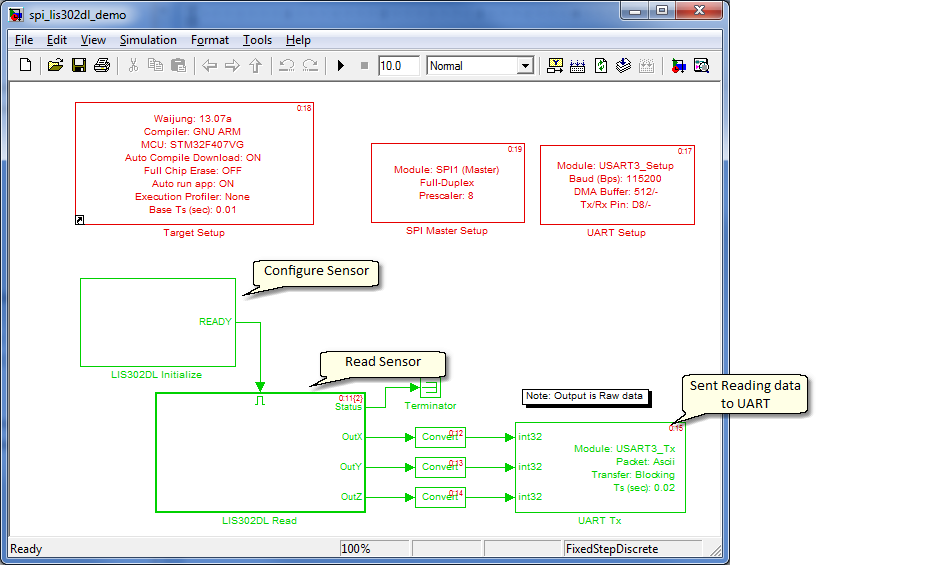 spi_lis302dl_demo
File Edit View Simulation Format Tools Help
10.0 Normal
0:18
Waijung: 13.07a
Compiler: GNU ARM
MCU: STM32F407VG
Auto Compile Download: ON
Full Chip Erase: OFF
Auto run app: ON
Execution Profiler: None
Base Ts (sec): 0.01
Target Setup
0:19
Module: SPI1 (Master)
Full-Duplex
Prescaler: 8
SPI Master Setup
0:17
Module: USART3_Setup
Baud (Bps): 115200
DMA Buffer: 512/-
Tx/Rx Pin: D8/-
UART Setup
Configure Sensor
READY
LIS302DL Initialize
Read Sensor
0:11{2}
Status
Terminator
OutX
OutY
OutZ
LIS302DL Read
0:12
Convert
0:13
Convert
0:14
Convert
Note: Output is Raw data
Sent Reading data
to UART
0:15
int32
int32
int32
Module: USART3_Tx
Packet: Ascii
Transfer: Blocking
Ts (sec): 0.02
UART Tx
Ready 100% FixedStepDiscrete